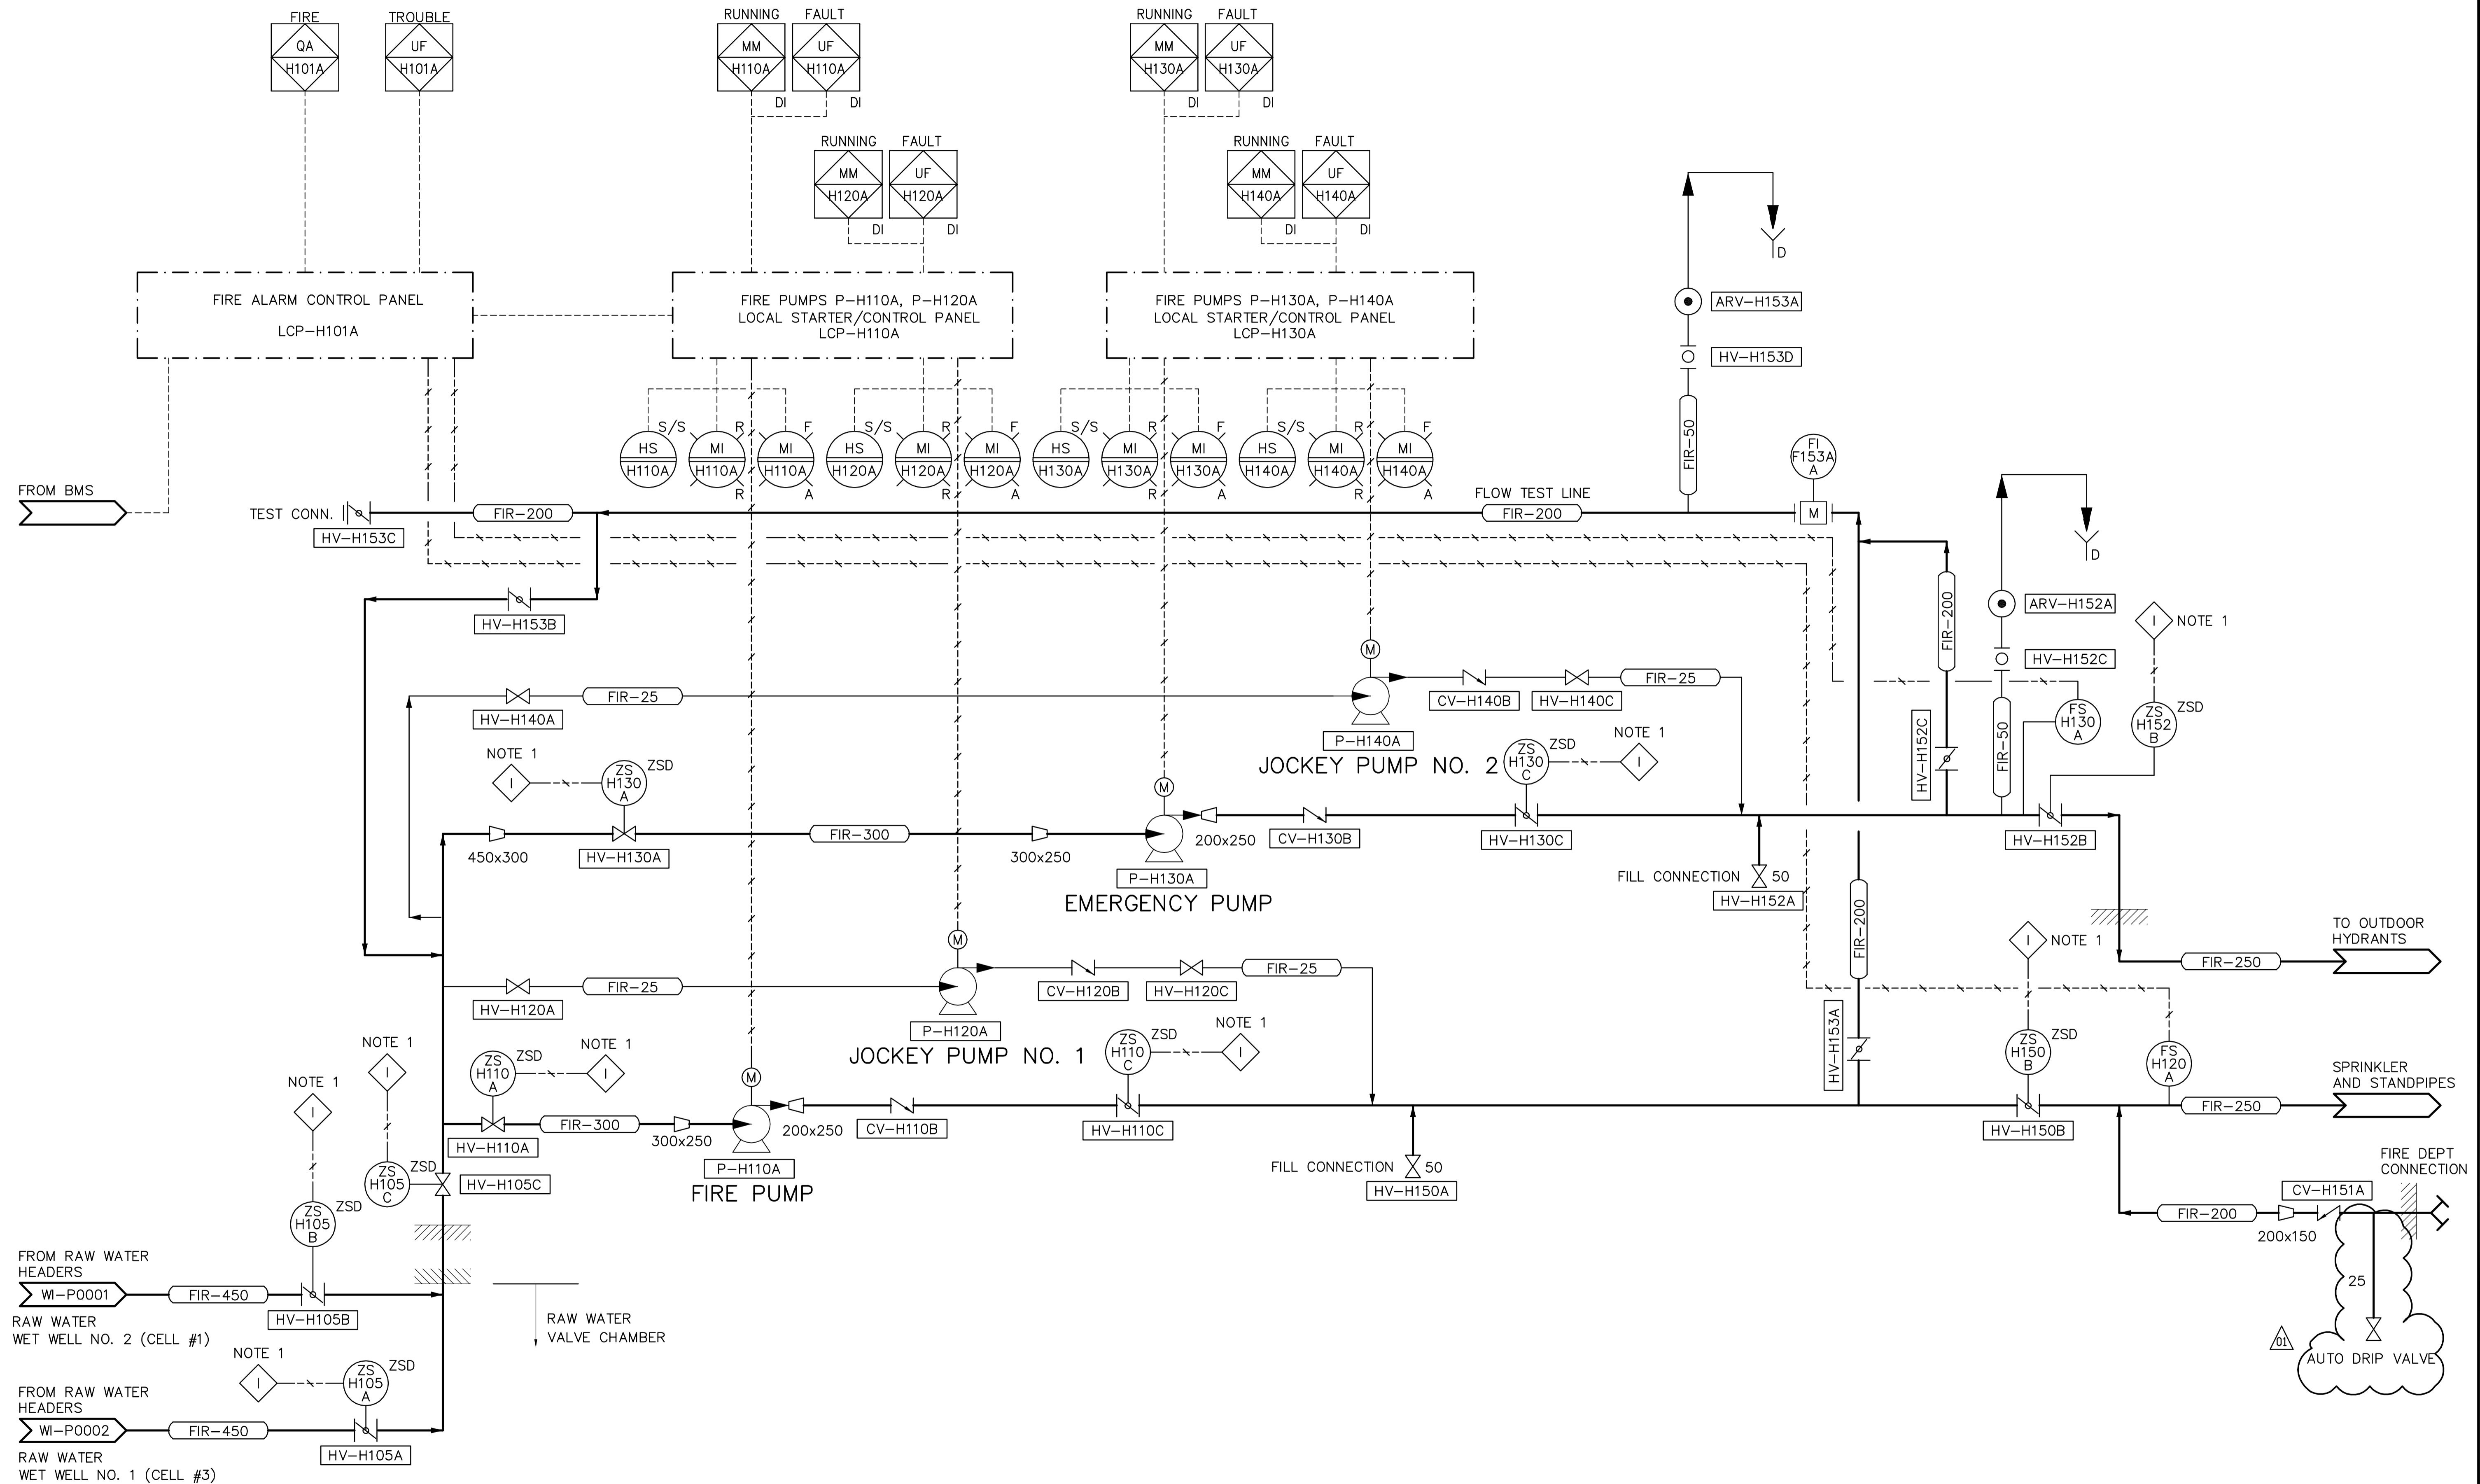 FIRE
QA
H101A
TROUBLE
UF
H101A
RUNNING
MM
H110A
DI
FAULT
UF
H110A
DI
RUNNING
MM
H130A
DI
FAULT
UF
H130A
DI
RUNNING
MM
H120A
DI
FAULT
UF
H120A
DI
RUNNING
MM
H140A
DI
FAULT
UF
H140A
DI
D
FIRE ALARM CONTROL PANEL
LCP-H101A
FIRE PUMPS P-H110A, P-H120A
LOCAL STARTER/CONTROL PANEL
LCP-H110A
FIRE PUMPS P-H130A, P-H140A
LOCAL STARTER/CONTROL PANEL
LCP-H130A
ARV-H153A
HV-H153D
FIR-50
S/S
HS
H110A
R
MI
H110A
R
F
MI
H110A
A
S/S
HS
H120A
R
MI
H120A
R
F
MI
H120A
A
S/S
HS
H130A
R
MI
H130A
R
F
MI
H130A
A
S/S
HS
H140A
R
MI
H140A
R
F
MI
H140A
A
FI
F153A
A
M
FROM BMS
TEST CONN.
HV-H153C
FIR-200
FLOW TEST LINE
FIR-200
D
HV-H153B
FIR-200
ARV-H152A
HV-H152C
FIR-50
NOTE 1
I
ZS
H152
B
ZSD
FS
H130
A
HV-H152C
HV-H140A
FIR-25
M
P-H140A
JOCKEY PUMP NO. 2
CV-H140B
HV-H140C
FIR-25
NOTE 1
I
ZS
H130
A
ZSD
ZS
H130
C
ZSD
NOTE 1
I
450x300
HV-H130A
FIR-300
300x250
M
P-H130A
EMERGENCY PUMP
200x250
CV-H130B
HV-H130C
FILL CONNECTION
50
HV-H152A
HV-H152B
FIR-200
TO OUTDOOR
HYDRANTS
FIR-250
HV-H120A
FIR-25
M
P-H120A
JOCKEY PUMP NO. 1
CV-H120B
HV-H120C
FIR-25
HV-H153A
NOTE 1
I
ZS
H150
B
ZSD
FS
H120
A
NOTE 1
I
ZS
H105
C
ZSD
HV-H105C
ZS
H110
A
ZSD
NOTE 1
I
HV-H110A
FIR-300
300x250
M
P-H110A
FIRE PUMP
200x250
CV-H110B
ZS
H110
C
ZSD
NOTE 1
I
HV-H110C
FILL CONNECTION
50
HV-H150A
HV-H150B
FIR-250
SPRINKLER
AND STANDPIPES
FIRE DEPT
CONNECTION
CV-H151A
FIR-200
200x150
25
01
AUTO DRIP VALVE
NOTE 1
I
ZS
H105
B
ZSD
FROM RAW WATER
HEADERS
WI-P0001
FIR-450
HV-H105B
RAW WATER
WET WELL NO. 2 (CELL #1)
RAW WATER
VALVE CHAMBER
NOTE 1
I
ZS
H105
A
ZSD
FROM RAW WATER
HEADERS
WI-P0002
FIR-450
HV-H105A
RAW WATER
WET WELL NO. 1 (CELL #3)